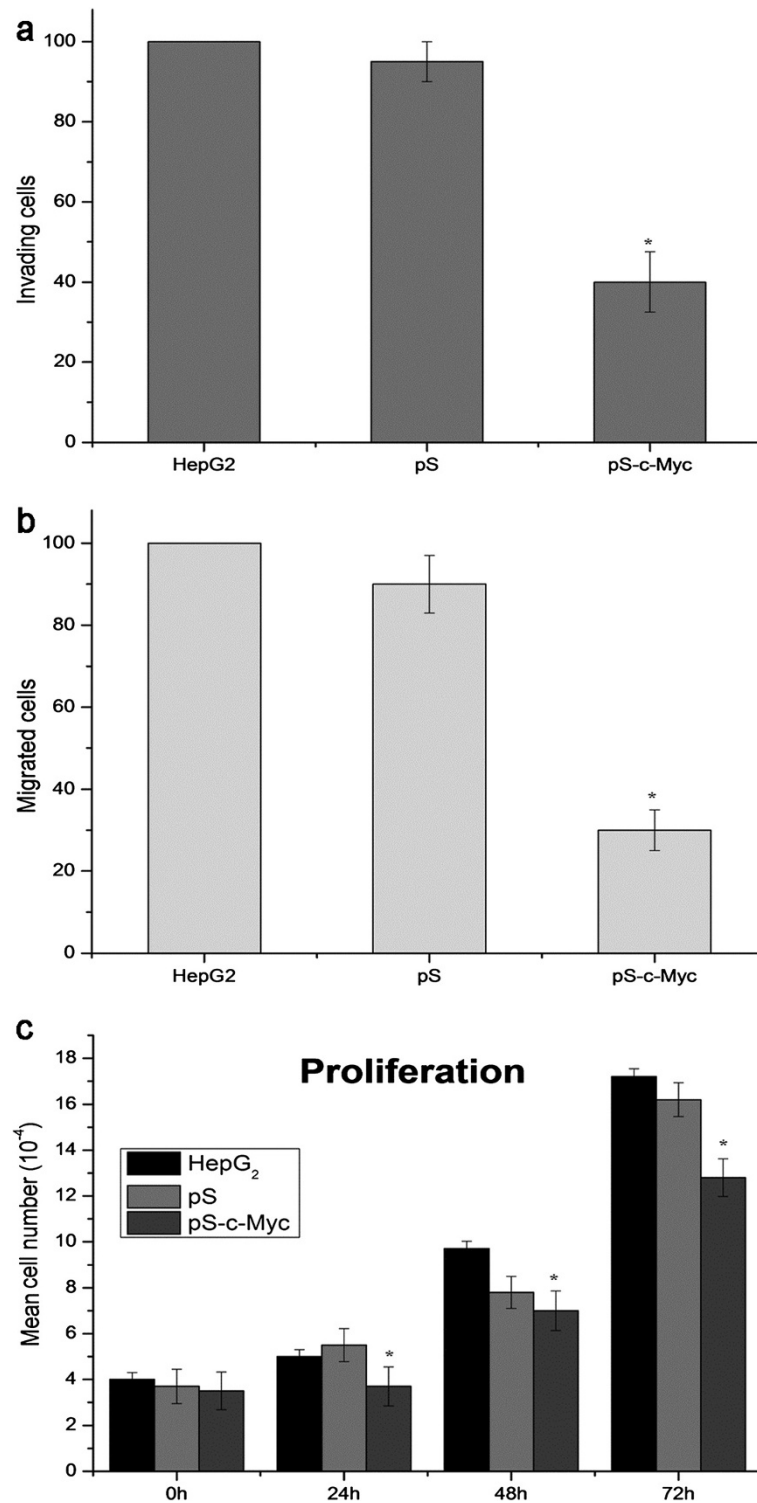 a
100
80
60
40
20
0
Invading cells
*
HepG2 pS pS-c-Myc
b
100
80
60
40
20
0
Migrated cells
*
HepG2 pS pS-c-Myc
c
Proliferation
18
16
14
12
10
8
6
4
2
0
Mean cell number (10⁻⁴)
HepG₂
pS
pS-c-Myc
*
*
*
0h 24h 48h 72h